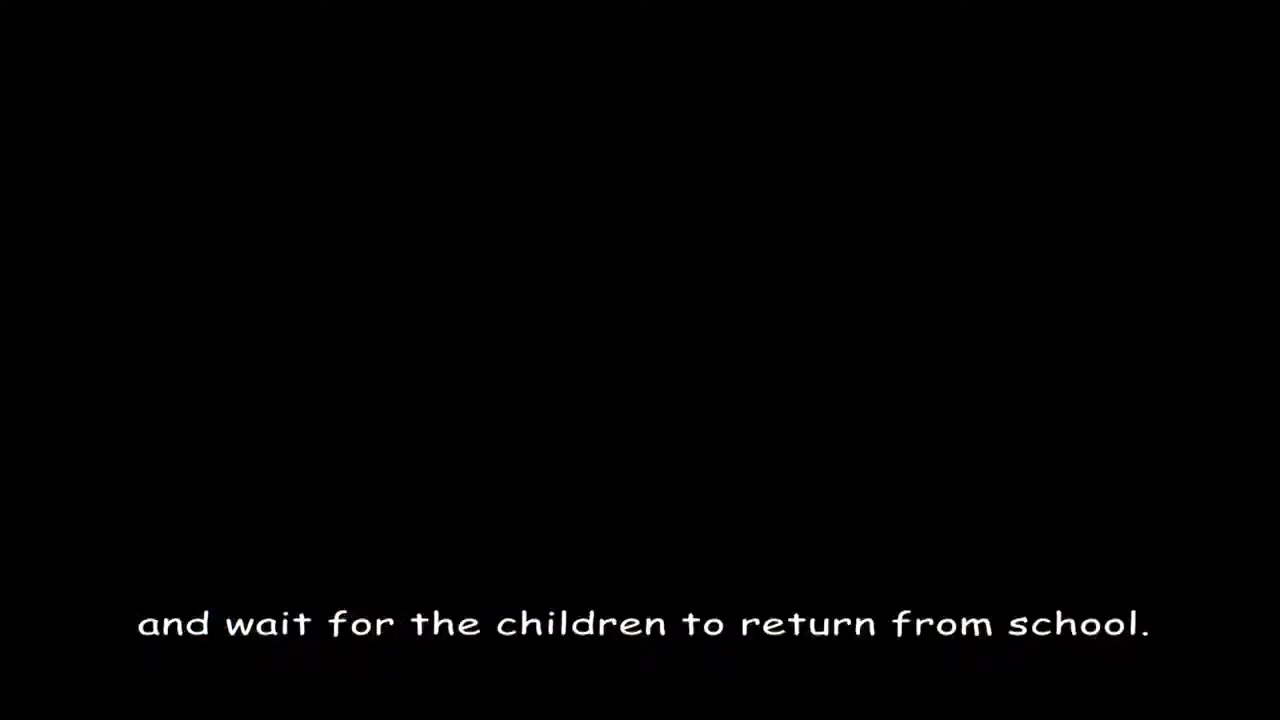 and wait for the children to return from school.